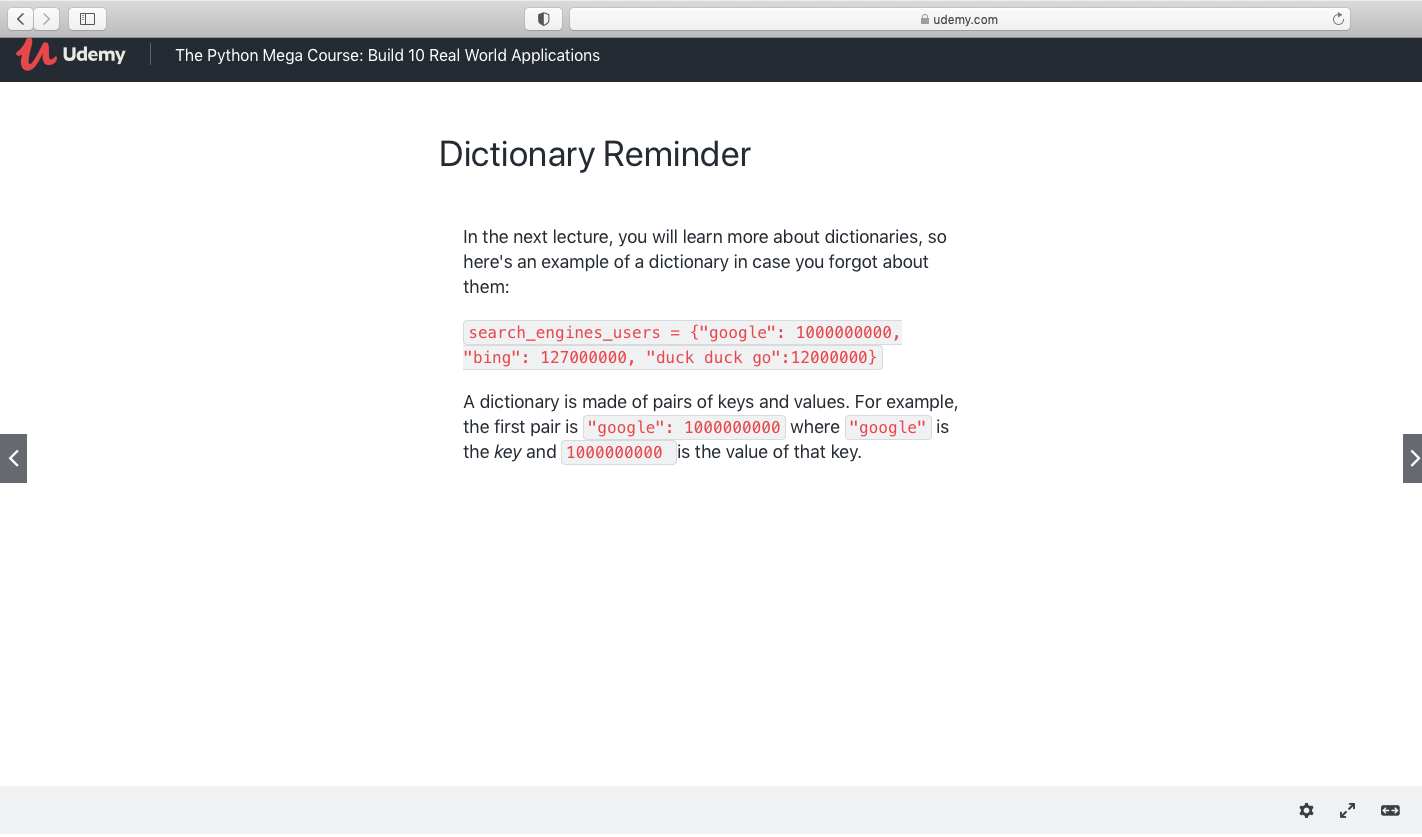 udemy.com
Udemy
The Python Mega Course: Build 10 Real World Applications
Dictionary Reminder
In the next lecture, you will learn more about dictionaries, so
here's an example of a dictionary in case you forgot about
them:
search_engines_users = {"google": 1000000000,
"bing": 127000000, "duck duck go":12000000}
A dictionary is made of pairs of keys and values. For example,
the first pair is "google": 1000000000 where "google" is
the key and 1000000000 is the value of that key.